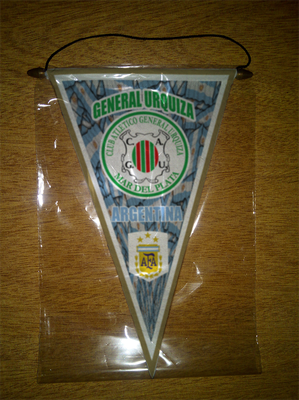 GENERAL URQUIZA
CLUB ATLETICO GENERAL URQUIZA
C A
G U
MAR DEL PLATA
ARGENTINA
AFA